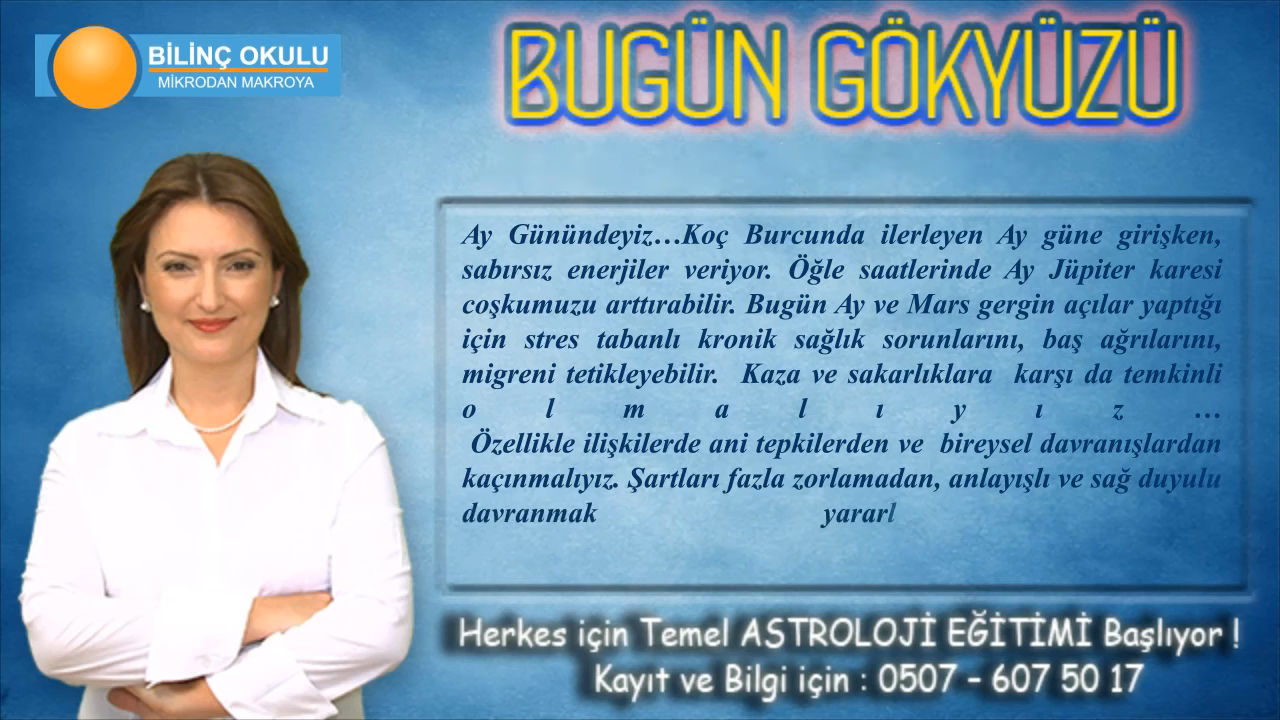 BİLİNÇ OKULU
MİKRODAN MAKROYA
BUGÜN GÖKYÜZÜ
Ay Günündeyiz…Koç Burcunda ilerleyen Ay güne girişken,
sabırsız enerjiler veriyor. Öğle saatlerinde Ay Jüpiter karesi
coşkumuzu arttırabilir. Bugün Ay ve Mars gergin açılar yaptığı
için stres tabanlı kronik sağlık sorunlarını, baş ağrılarını,
migreni tetikleyebilir. Kaza ve sakarlıklara karşı da temkinli
olmalıyız…
Özellikle ilişkilerde ani tepkilerden ve bireysel davranışlardan
kaçınmalıyız. Şartları fazla zorlamadan, anlayışlı ve sağ duyulu
davranmak yararl
Herkes için Temel ASTROLOJİ EĞİTİMİ Başlıyor !
Kayıt ve Bilgi için : 0507 – 607 50 17